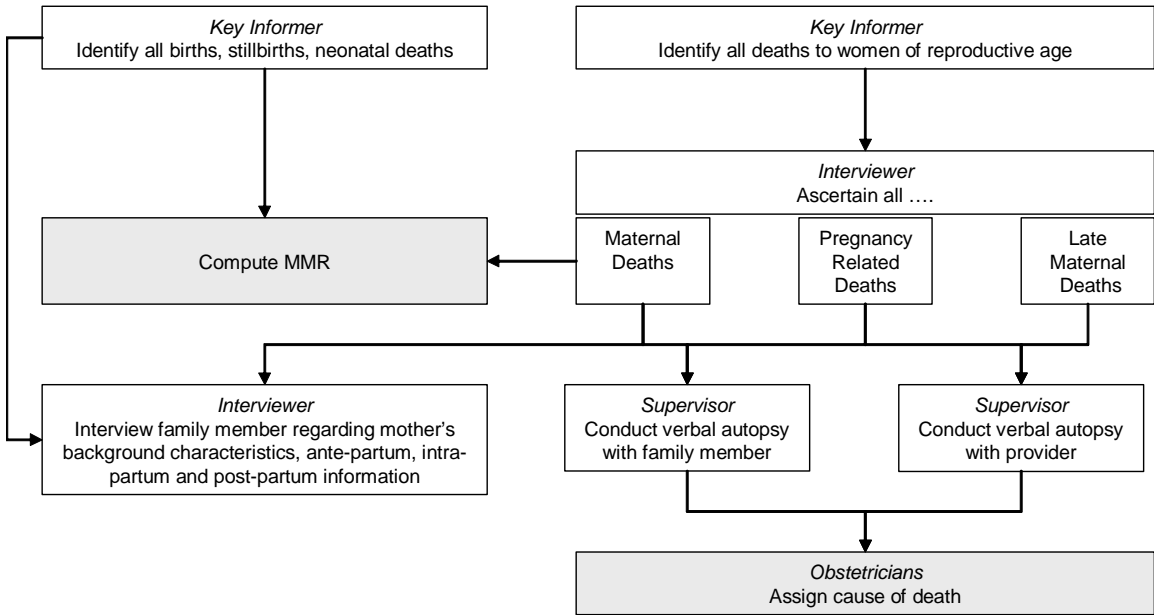 Key Informer
Identify all births, stillbirths, neonatal deaths
Key Informer
Identify all deaths to women of reproductive age
Interviewer
Ascertain all ....
Compute MMR
Maternal
Deaths
Pregnancy
Related
Deaths
Late
Maternal
Deaths
Interviewer
Interview family member regarding mother's
background characteristics, ante-partum, intra-
partum and post-partum information
Supervisor
Conduct verbal autopsy
with family member
Supervisor
Conduct verbal autopsy
with provider
Obstetricians
Assign cause of death